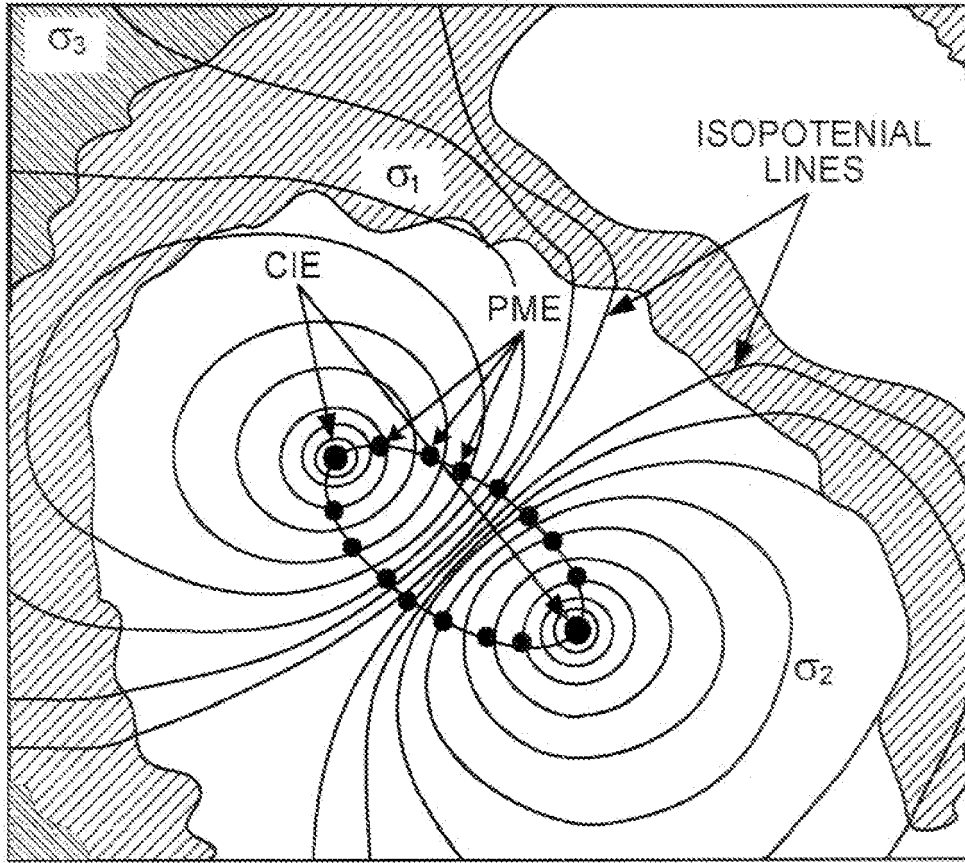 σ3
ISOPOTENIAL
LINES
σ1
CIE
PME
σ2